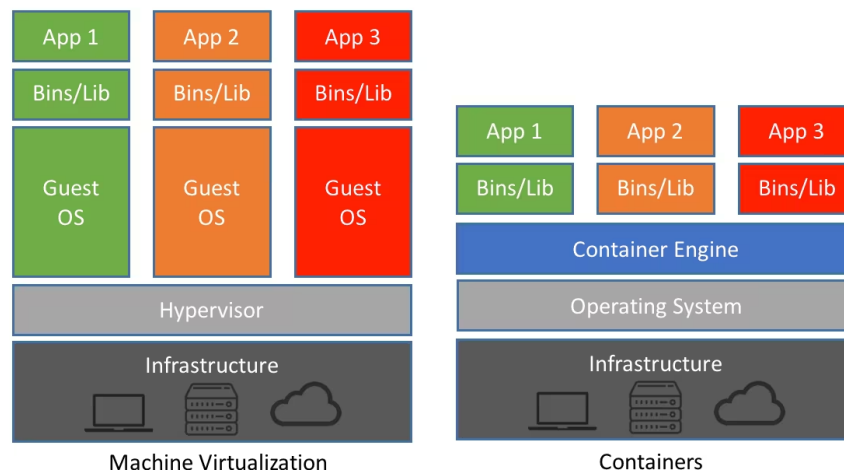 App 1
App 2
App 3
Bins/Lib
Bins/Lib
Bins/Lib
Guest
OS
Guest
OS
Guest
OS
Hypervisor
Infrastructure
Machine Virtualization
App 1
App 2
App 3
Bins/Lib
Bins/Lib
Bins/Lib
Container Engine
Operating System
Infrastructure
Containers